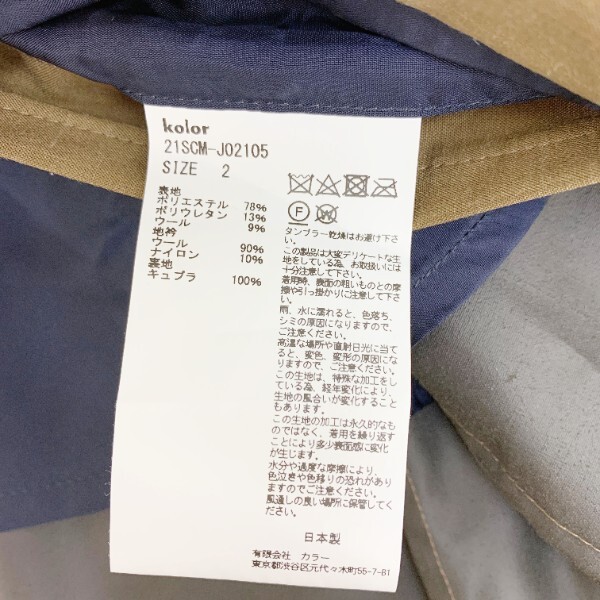 kolor
21SCM-J02105
SIZE 2
表地
ポリエステル 78%
ポリウレタン 13%
ウール 9%
地衿
ウール 90%
ナイロン 10%
裏地
キュプラ 100%
F
W
タンブラー乾燥はお避け下さ
い。
この製品は大変デリケートな生
地をしている為、お取扱いには
十分注意して下さい。
着用時、表面の粗いものとの摩
擦や引っ掛かりに注意して下さ
い。
雨、水に濡れると、色落ち、
シミの原因になりますので、
ご注意ください。
高温な場所や直射日光に当て
ると、変色、変形の原因にな
りますので、ご注意下さい。
この生地は、特殊な加工をし
ている為、経年変化により、
生地の風合いが変化すること
もあります。
この生地の加工は永久的なも
のではなく、着用を繰り返す
ことにより多少表面感に変化
が生じます。
水分や過度な摩擦により、
色泣きや色移りの恐れがあり
ますのでご注意ください。
風通しの良い場所に保管してく
ださい。
日本製
有限会社 カラー
東京都渋谷区元代々木町55-7-B1